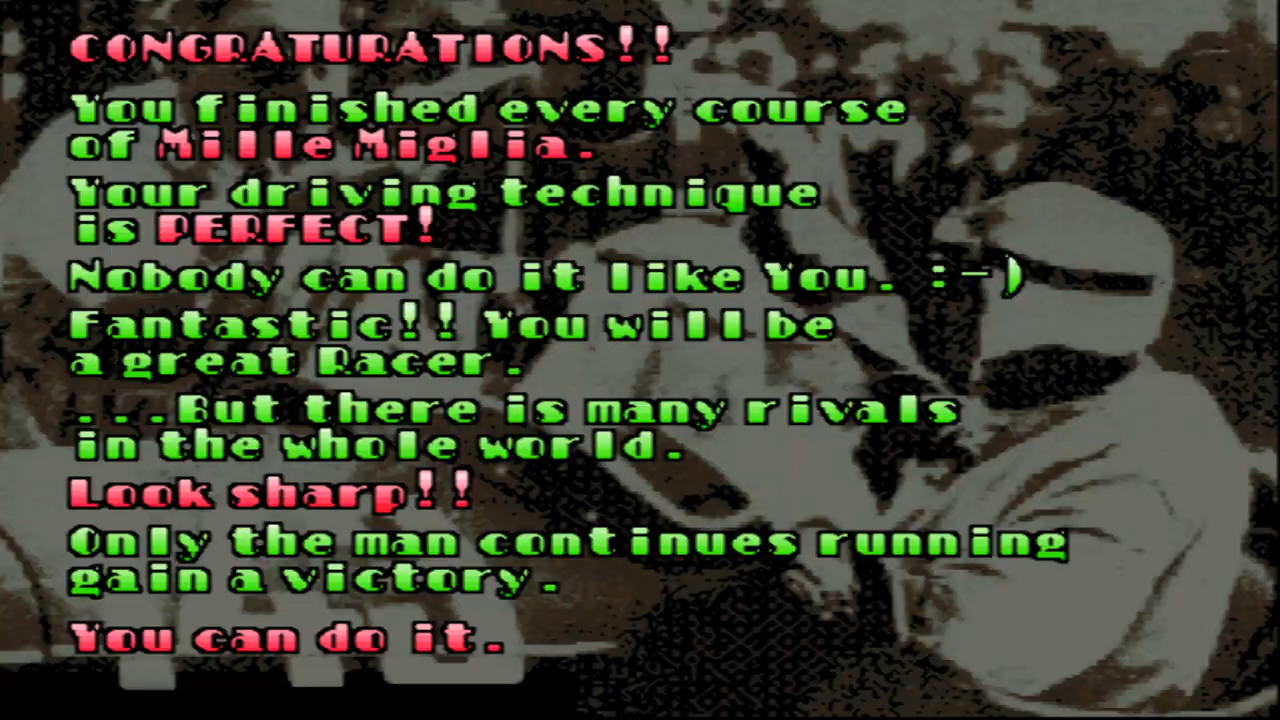 CONGRATURATIONS!!
You finished every course
of Mille Miglia.
Your driving technique
is PERFECT!
Nobody can do it like You. :-)
Fantastic!! You will be
a great Racer.
...But there is many rivals
in the whole world.
Look sharp!!
Only the man continues running
gain a victory.
You can do it.